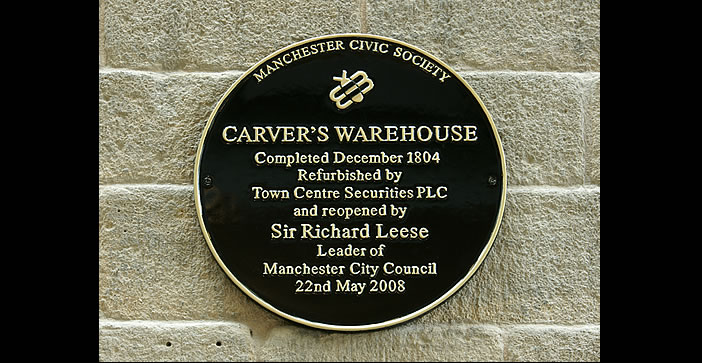 MANCHESTER CIVIC SOCIETY
CARVER'S WAREHOUSE
Completed December 1804
Refurbished by
Town Centre Securities PLC
and reopened by
Sir Richard Leese
Leader of
Manchester City Council
22nd May 2008